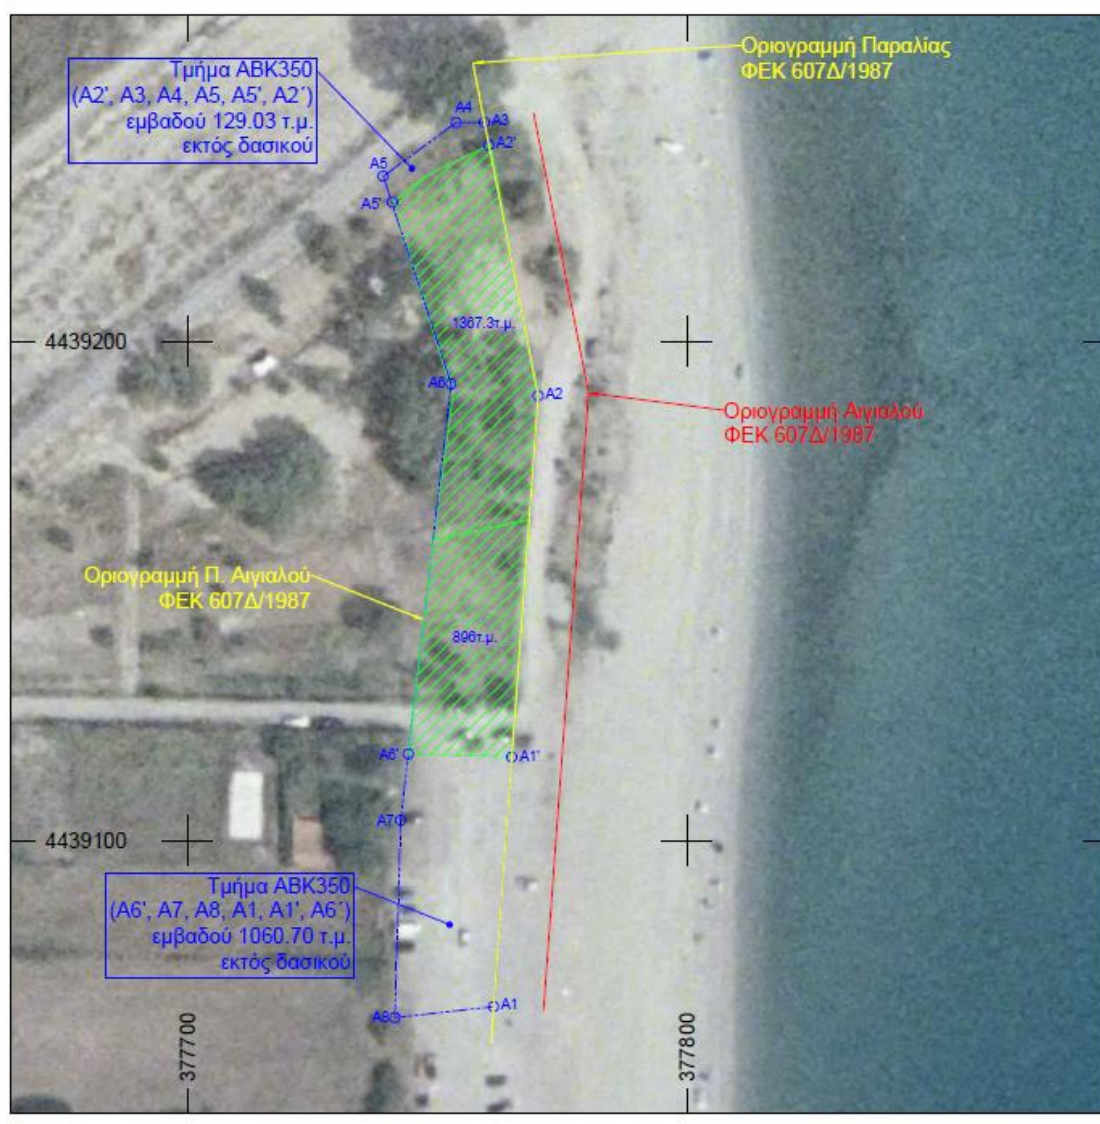 Οριογραμμή Παραλίας
ΦΕΚ 607Δ/1987
Τμήμα ΑΒΚ350
(Α2', Α3, Α4, Α5, Α5', Α2΄)
εμβαδού 129.03 τ.μ.
εκτός δασικού
Α4
Α3
Α2'
Α5
Α5'
1367.3τ.μ.
4439200
Α6
Α2
Οριογραμμή Αιγιαλού
ΦΕΚ 607Δ/1987
Οριογραμμή Π. Αιγιαλού
ΦΕΚ 607Δ/1987
896τ.μ.
Α6'
Α1'
Α7
4439100
Τμήμα ΑΒΚ350
(Α6', Α7, Α8, Α1, Α1', Α6΄)
εμβαδού 1060.70 τ.μ.
εκτός δασικού
Α1
Α8
377700
377800